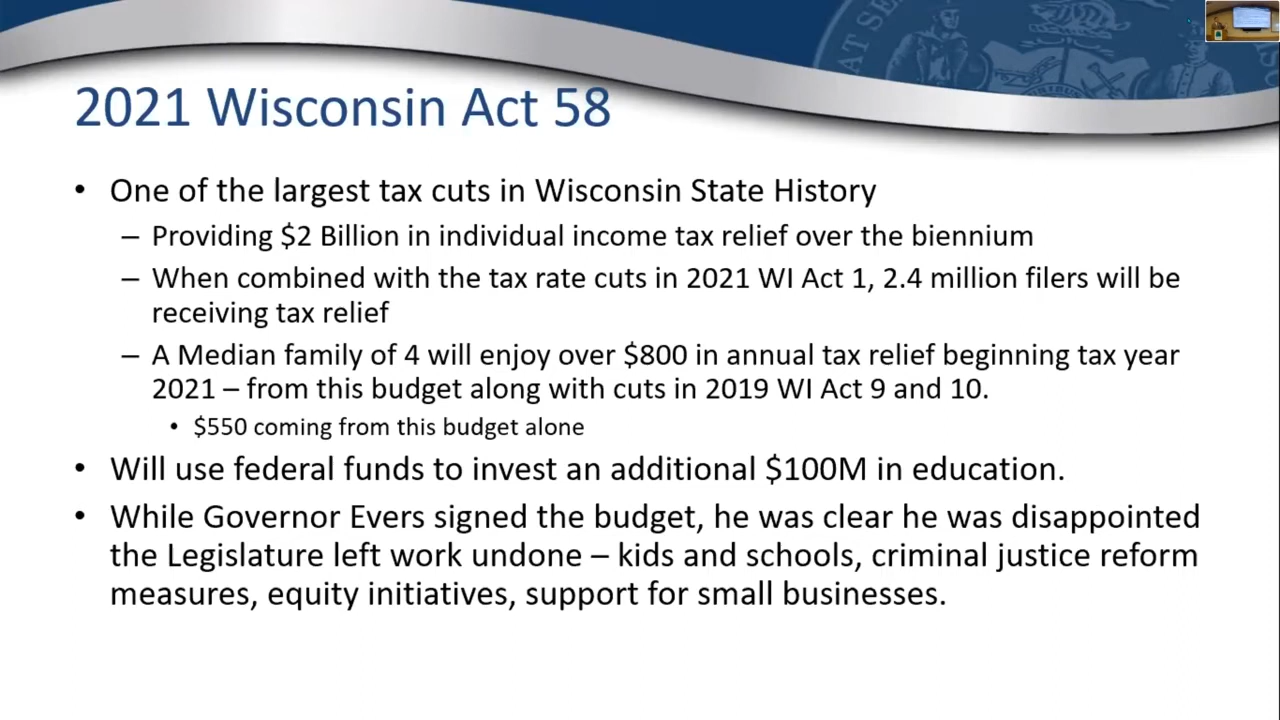 2021 Wisconsin Act 58
• One of the largest tax cuts in Wisconsin State History
– Providing $2 Billion in individual income tax relief over the biennium
– When combined with the tax rate cuts in 2021 WI Act 1, 2.4 million filers will be
receiving tax relief
– A Median family of 4 will enjoy over $800 in annual tax relief beginning tax year
2021 – from this budget along with cuts in 2019 WI Act 9 and 10.
• $550 coming from this budget alone
• Will use federal funds to invest an additional $100M in education.
• While Governor Evers signed the budget, he was clear he was disappointed
the Legislature left work undone – kids and schools, criminal justice reform
measures, equity initiatives, support for small businesses.